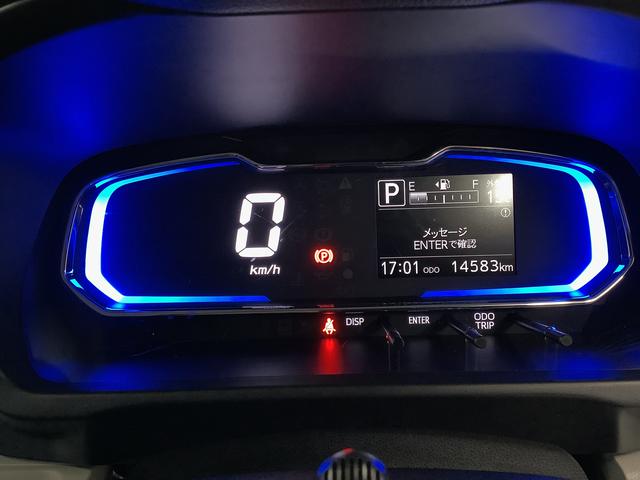 0
km/h
P
P
E F
メッセージ
ENTERで確認
17:01 ODO 14583km
DISP
ENTER
ODO
TRIP